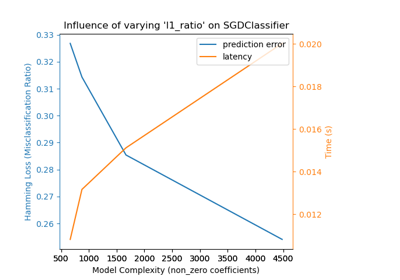 Influence of varying 'l1_ratio' on SGDClassifier
prediction error
latency
Hamming Loss (Misclassification Ratio)
0.33
0.32
0.31
0.30
0.29
0.28
0.27
0.26
0.020
0.018
0.016
0.014
0.012
Time (s)
500 1000 1500 2000 2500 3000 3500 4000 4500
Model Complexity (non_zero coefficients)